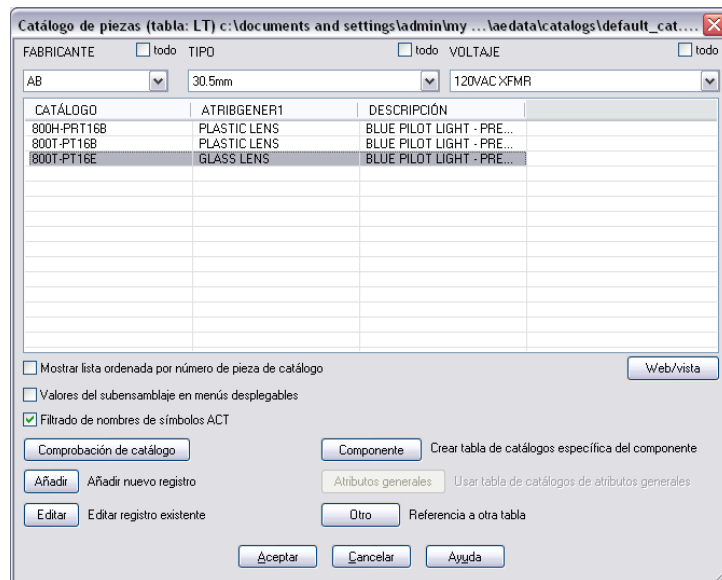 Catálogo de piezas (tabla: LT) c:\documents and settings\admin\my ...\aedata\catalogs\default_cat....
FABRICANTE todo TIPO todo VOLTAJE todo
AB 30.5mm 120VAC XFMR
CATÁLOGO ATRIBGENER1 DESCRIPCIÓN
800H-PRT16B PLASTIC LENS BLUE PILOT LIGHT - PRE...
800T-PT16B PLASTIC LENS BLUE PILOT LIGHT - PRE...
800T-PT16E GLASS LENS BLUE PILOT LIGHT - PRE...
Mostrar lista ordenada por número de pieza de catálogo Web/vista
Valores del subensamblaje en menús desplegables
Filtrado de nombres de símbolos ACT
Comprobación de catálogo Componente Crear tabla de catálogos específica del componente
Añadir Añadir nuevo registro Atributos generales Usar tabla de catálogos de atributos generales
Editar Editar registro existente Otro Referencia a otra tabla
Aceptar Cancelar Ayuda